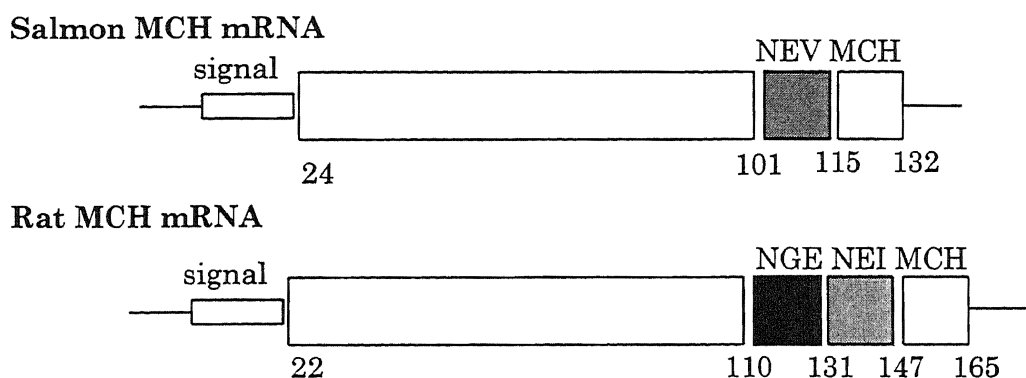 Salmon MCH mRNA
signal
NEV MCH
24
101 115 132
Rat MCH mRNA
signal
NGE NEI MCH
22
110 131 147 165